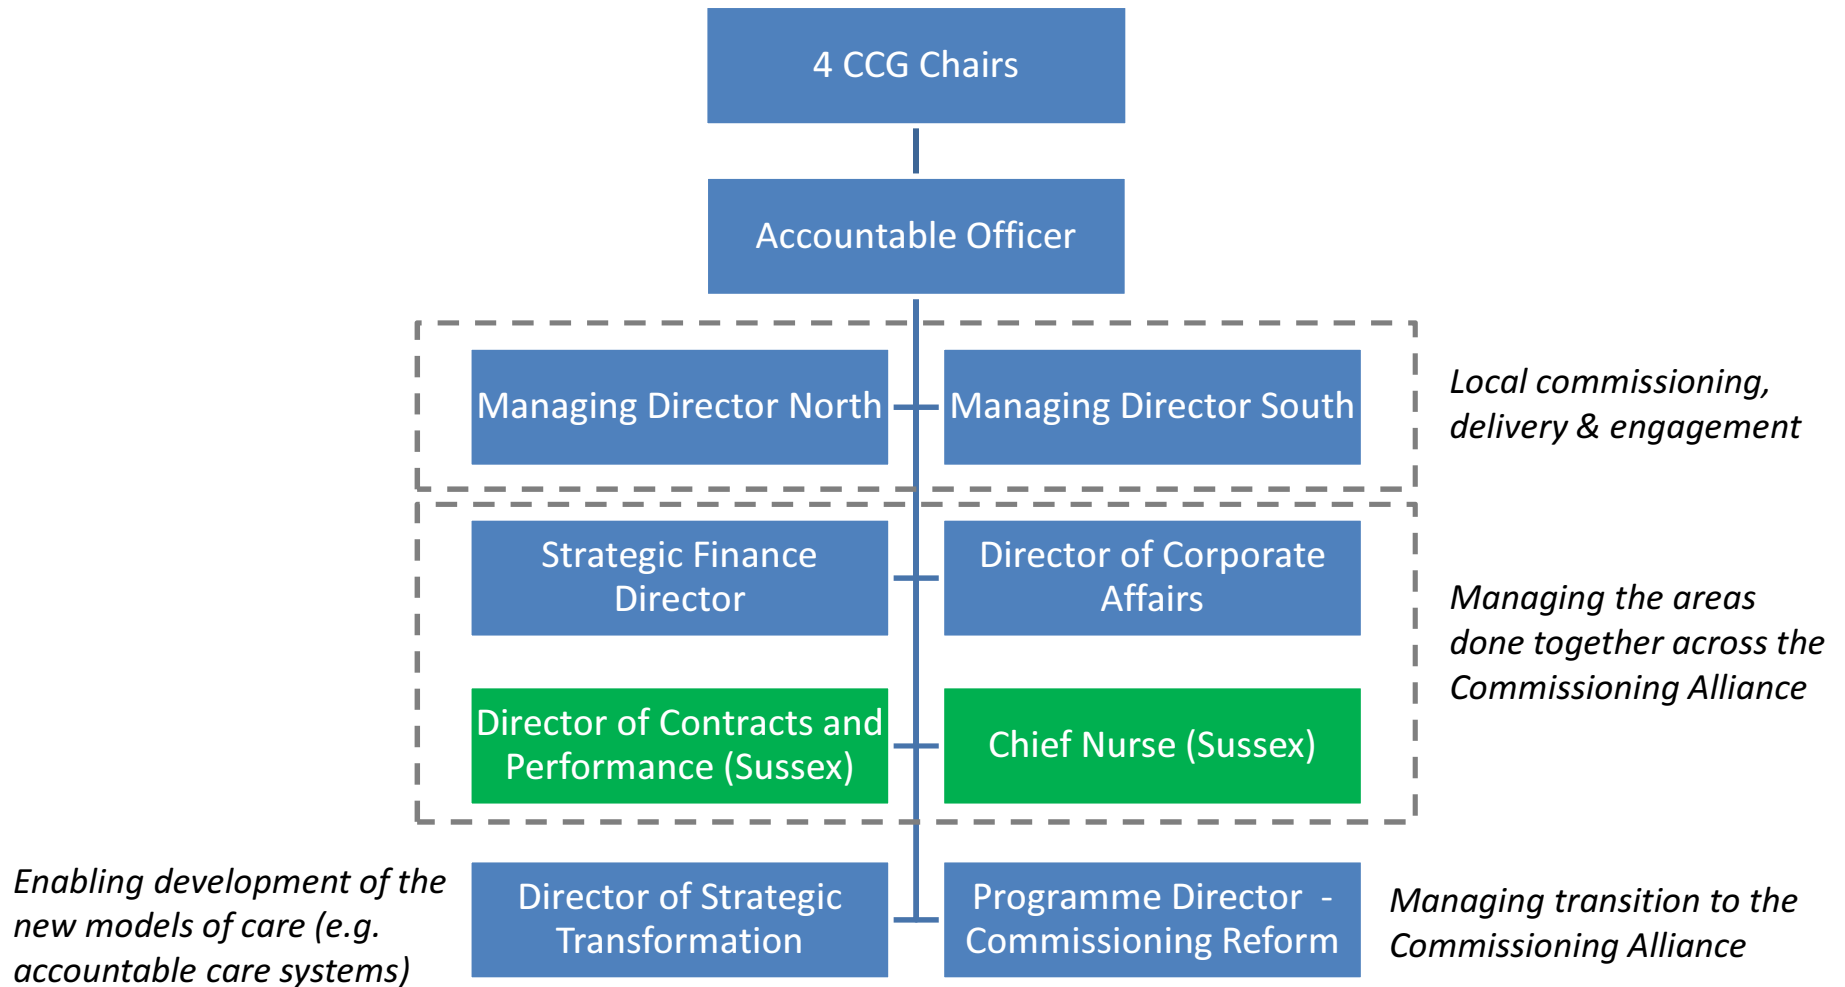 4 CCG Chairs
Accountable Officer
Managing Director North
Managing Director South
Local commissioning,
delivery & engagement
Strategic Finance
Director
Director of Corporate
Affairs
Managing the areas
done together across the
Commissioning Alliance
Director of Contracts and
Performance (Sussex)
Chief Nurse (Sussex)
Enabling development of the
new models of care (e.g.
accountable care systems)
Director of Strategic
Transformation
Programme Director -
Commissioning Reform
Managing transition to the
Commissioning Alliance